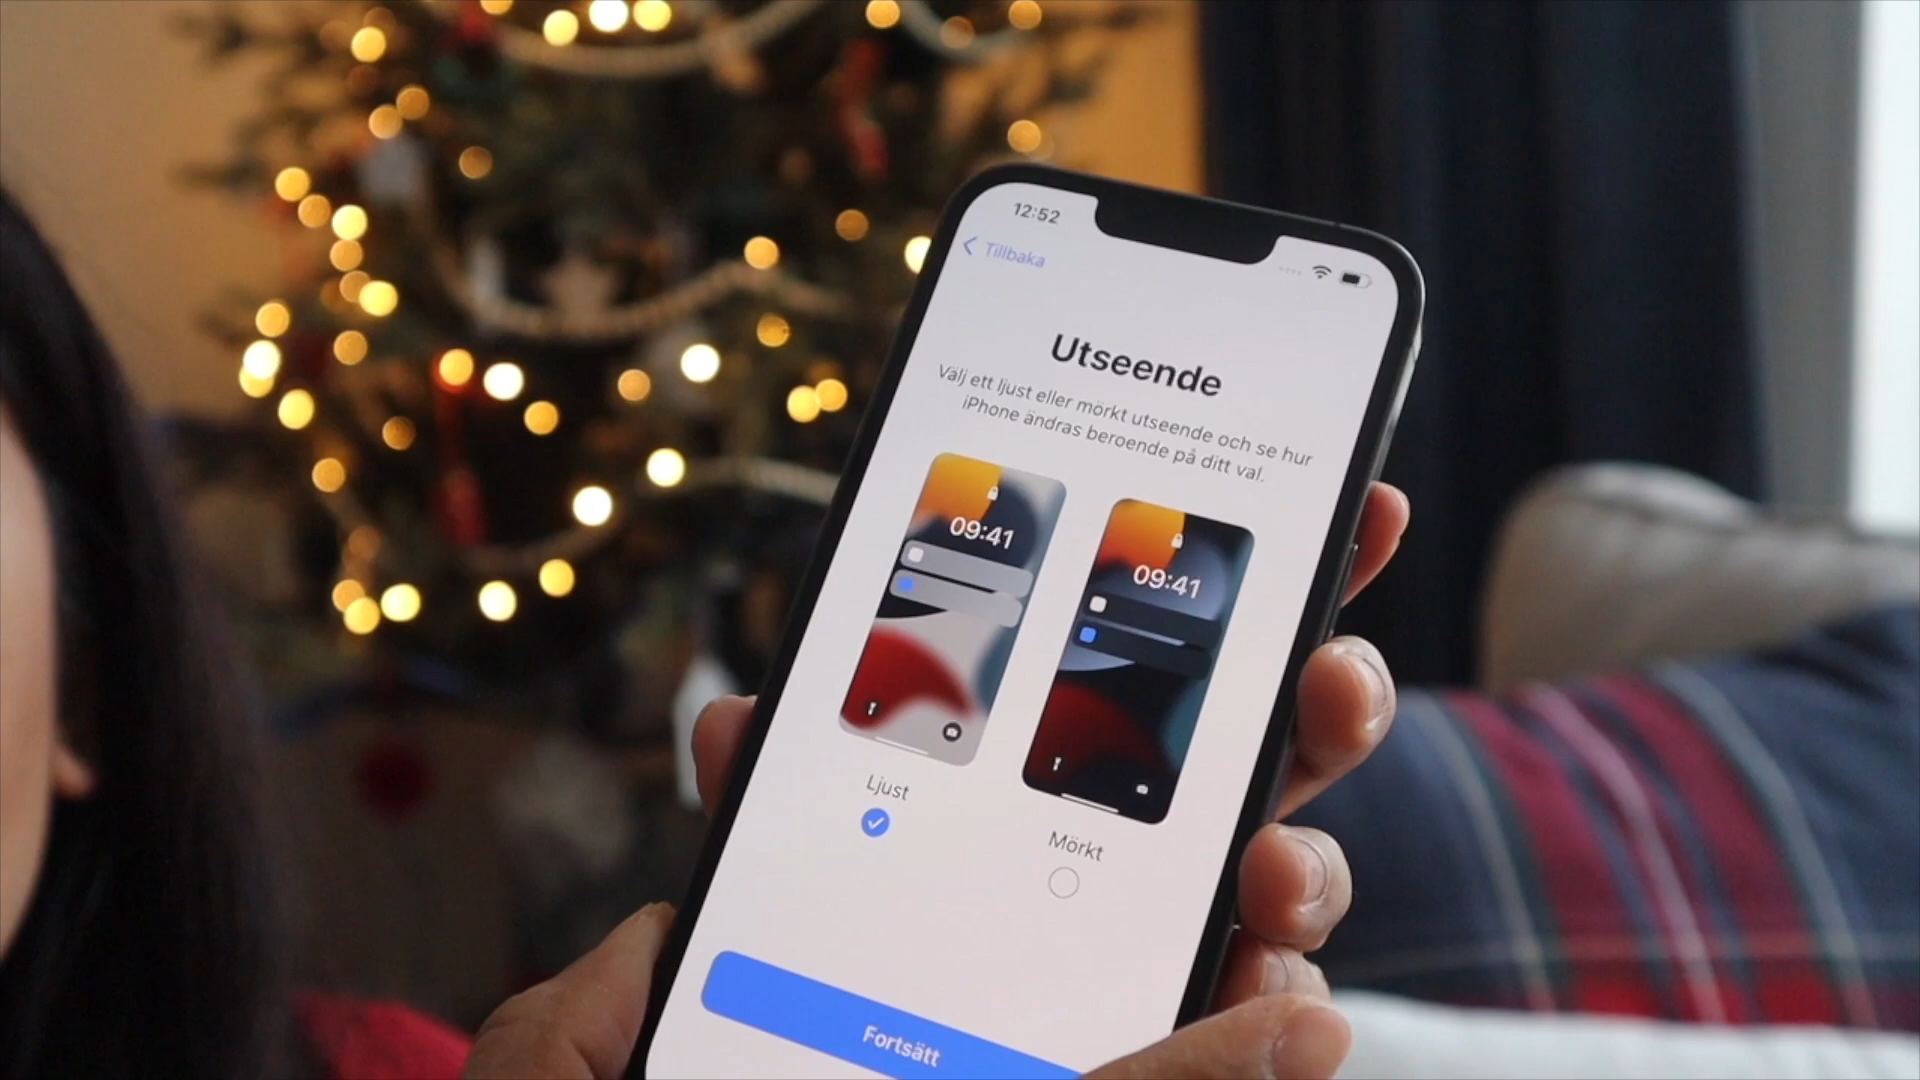 12:52
Tillbaka
Utseende
Välj ett ljust eller mörkt utseende och se hur
iPhone ändras beroende på ditt val.
09:41
09:41
Ljust
Mörkt
Fortsätt